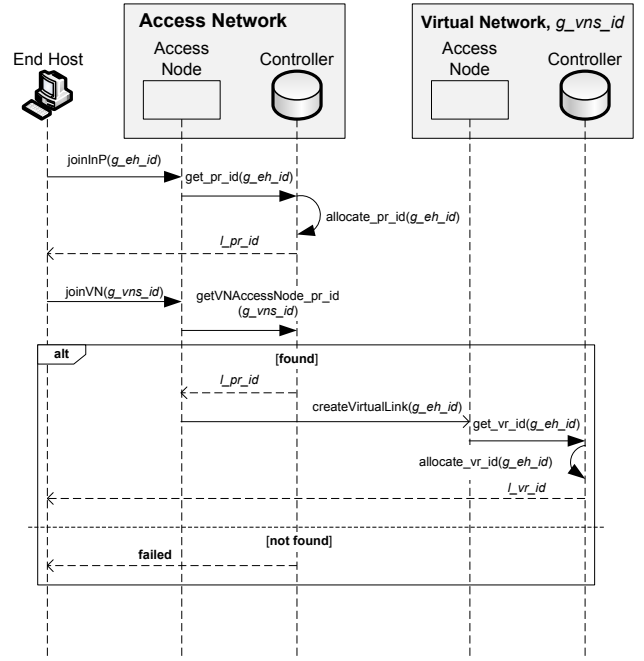 Access Network
Virtual Network, g_vns_id
End Host
Access
Node
Controller
Access
Node
Controller
joinInP(g_eh_id)
get_pr_id(g_eh_id)
allocate_pr_id(g_eh_id)
l_pr_id
joinVN(g_vns_id)
getVNAccessNode_pr_id
(g_vns_id)
alt
[found]
l_pr_id
createVirtualLink(g_eh_id)
get_vr_id(g_eh_id)
allocate_vr_id(g_eh_id)
l_vr_id
[not found]
failed